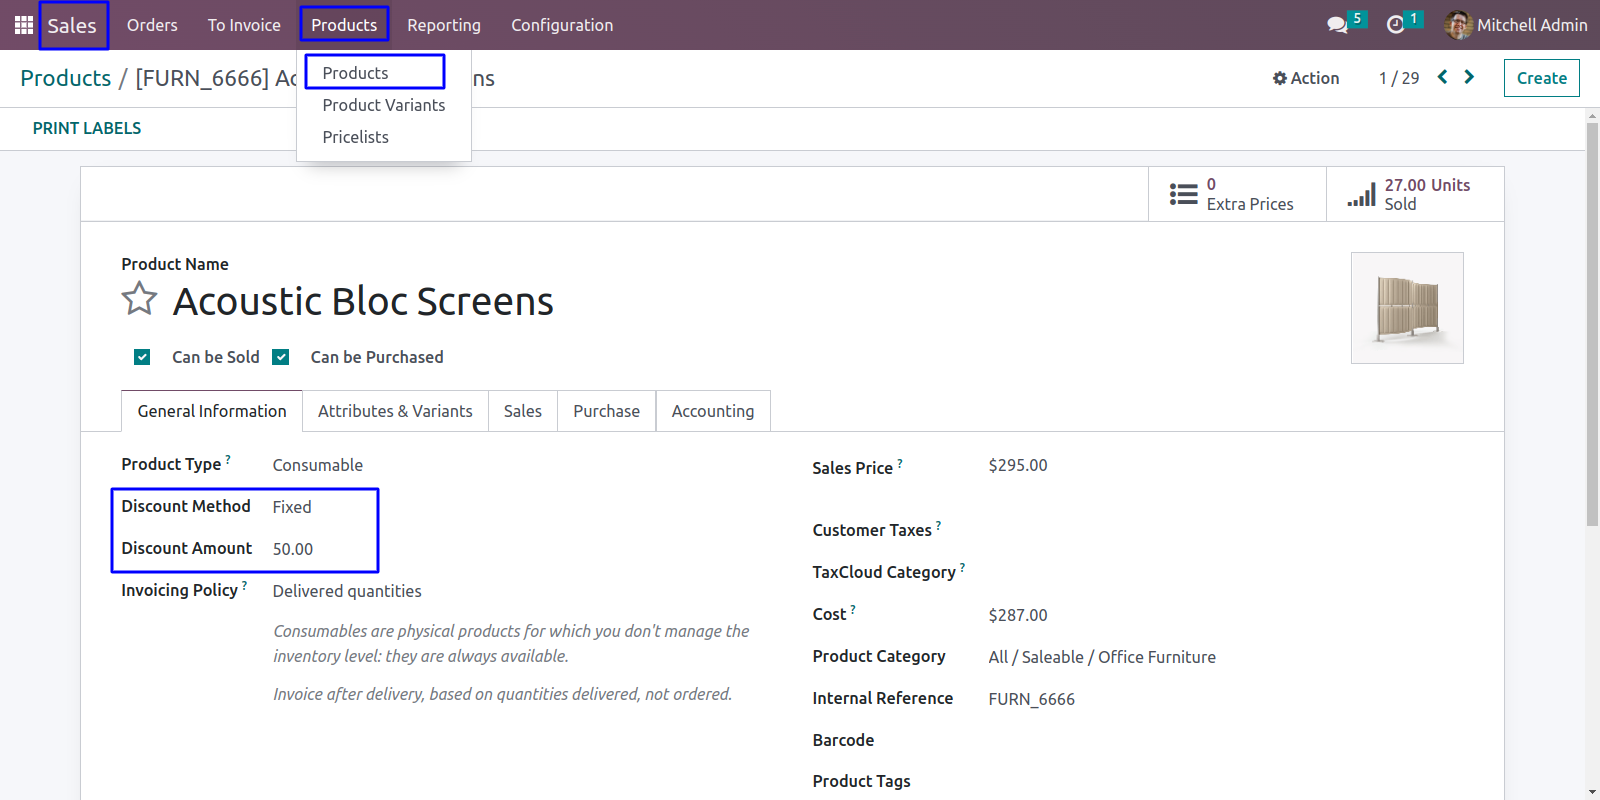 Sales Orders To Invoice Products Reporting Configuration 5 1 Mitchell Admin
Products / [FURN_6666] Ac ns Action 1 / 29 Create
Products
Product Variants
Pricelists
PRINT LABELS
0
Extra Prices
27.00 Units
Sold
Product Name
Acoustic Bloc Screens
Can be Sold Can be Purchased
General Information Attributes & Variants Sales Purchase Accounting
Product Type ? Consumable
Discount Method Fixed
Discount Amount 50.00
Invoicing Policy ? Delivered quantities
Consumables are physical products for which you don't manage the
inventory level: they are always available.
Invoice after delivery, based on quantities delivered, not ordered.
Sales Price ? $295.00
Customer Taxes ?
TaxCloud Category ?
Cost ? $287.00
Product Category All / Saleable / Office Furniture
Internal Reference FURN_6666
Barcode
Product Tags